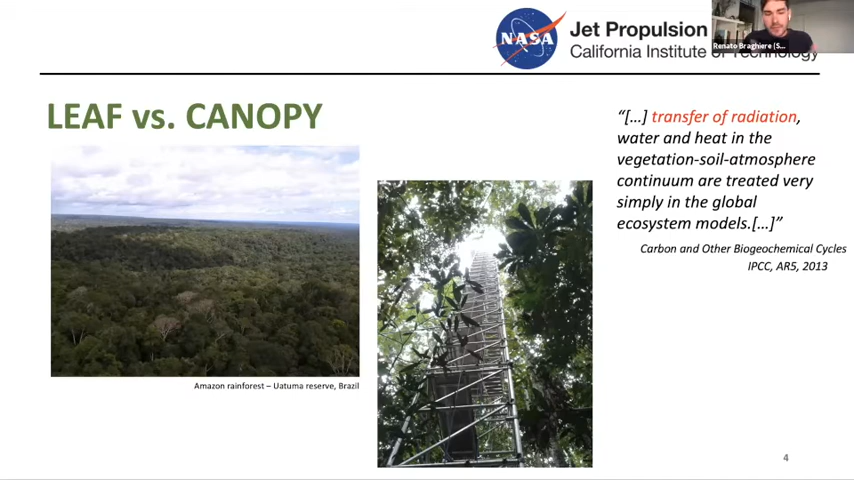 NASA
Jet Propulsion
California Institute of Technology
Renato Braghiere (S...
LEAF vs. CANOPY
“[...] transfer of radiation,
water and heat in the
vegetation-soil-atmosphere
continuum are treated very
simply in the global
ecosystem models.[...]”
Carbon and Other Biogeochemical Cycles
IPCC, AR5, 2013
Amazon rainforest – Uatuma reserve, Brazil
4